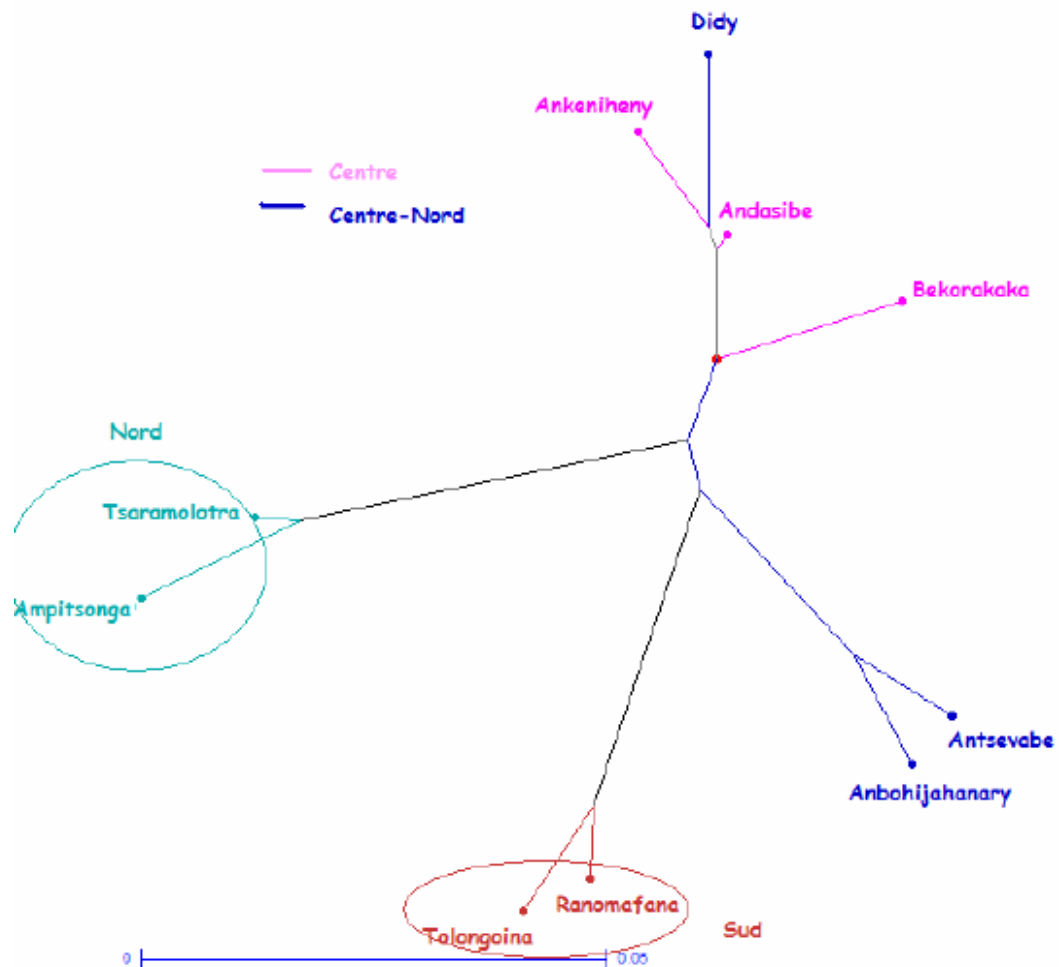 Didy
Ankeniheny
Centre
Centre-Nord
Andasibe
Bekorakaka
Nord
Tsaramolotra
Ampitsonga
Antsevabe
Anbohijahanary
Ranomafana
Tolongoina
Sud
0
0.05